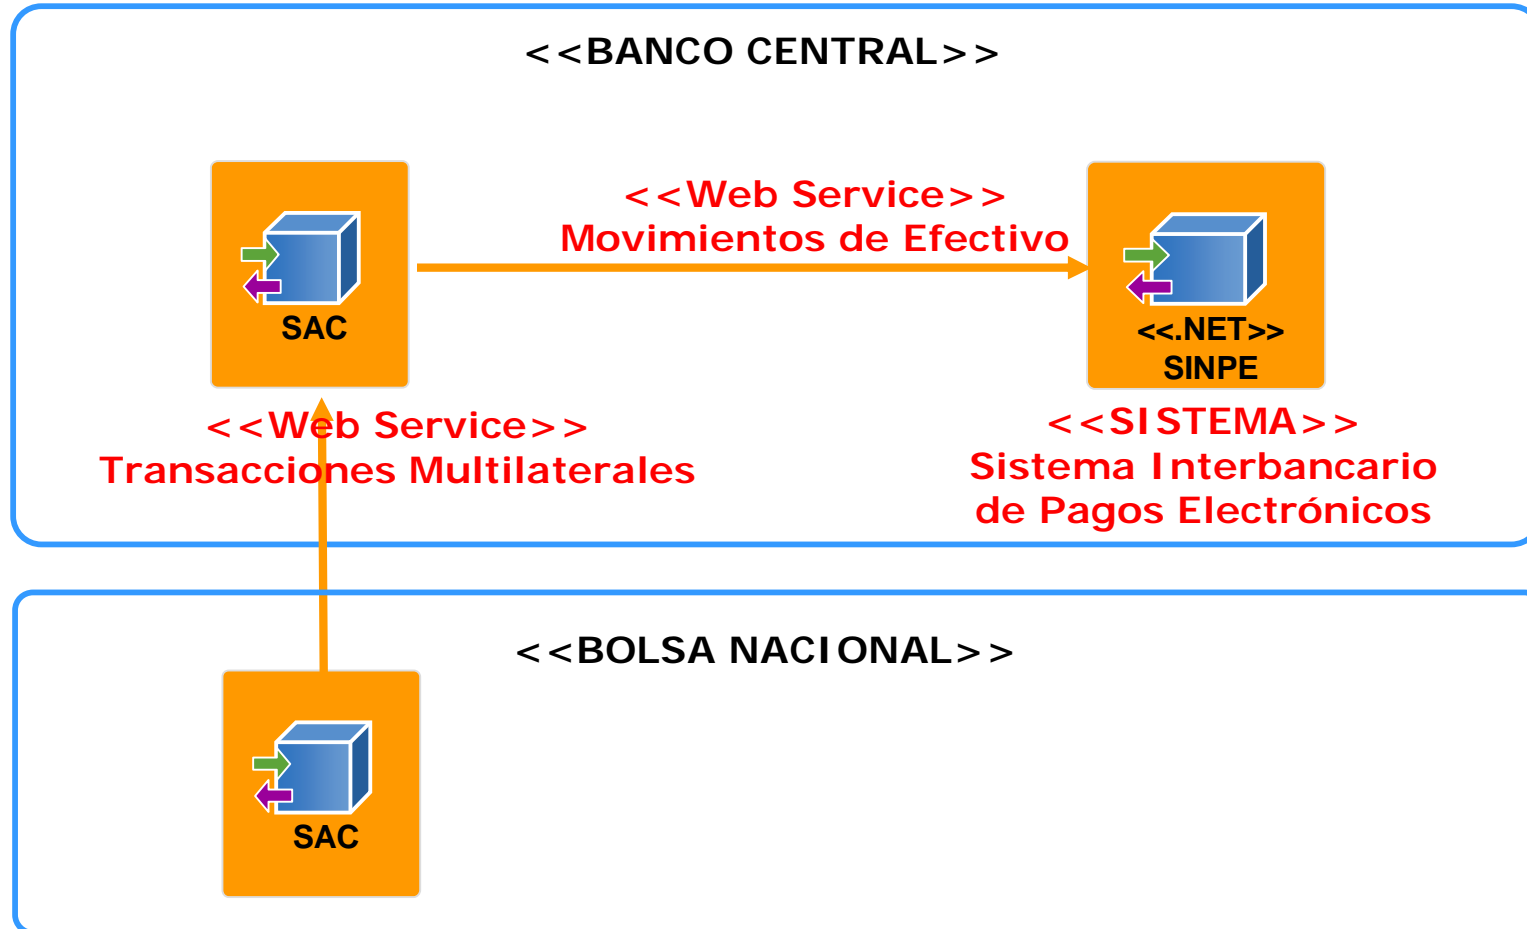 <<BANCO CENTRAL>>
<<Web Service>>
Movimientos de Efectivo
SAC
<<.NET>>
SINPE
<<Web Service>>
Transacciones Multilaterales
<<SISTEMA>>
Sistema Interbancario
de Pagos Electrónicos
<<BOLSA NACIONAL>>
SAC